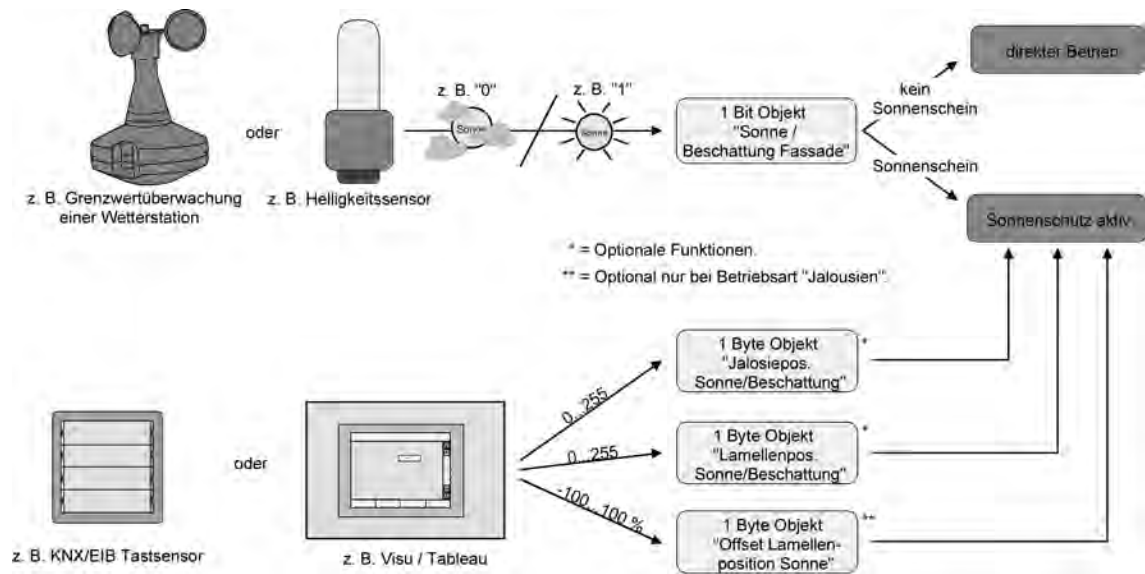 direkter Betrieb
z. B. "0"
z. B. "1"
kein
Sonnenschein
oder
Sonne
Sonne
1 Bit Objekt
"Sonne /
Beschattung Fassade"
Sonnenschein
z. B. Grenzwertüberwachung
einer Wetterstation
z. B. Helligkeitssensor
Sonnenschutz aktiv
* = Optionale Funktionen.
** = Optional nur bei Betriebsart "Jalousien".
1 Byte Objekt
"Jalosiepos.
Sonne/Beschattung"
*
0...255
1 Byte Objekt
"Lamellenpos.
Sonne/Beschattung"
*
0...255
oder
-100...100 %
1 Byte Objekt
"Offset Lamellen-
position Sonne"
**
z. B. KNX/EIB Tastsensor
z. B. Visu / Tableau